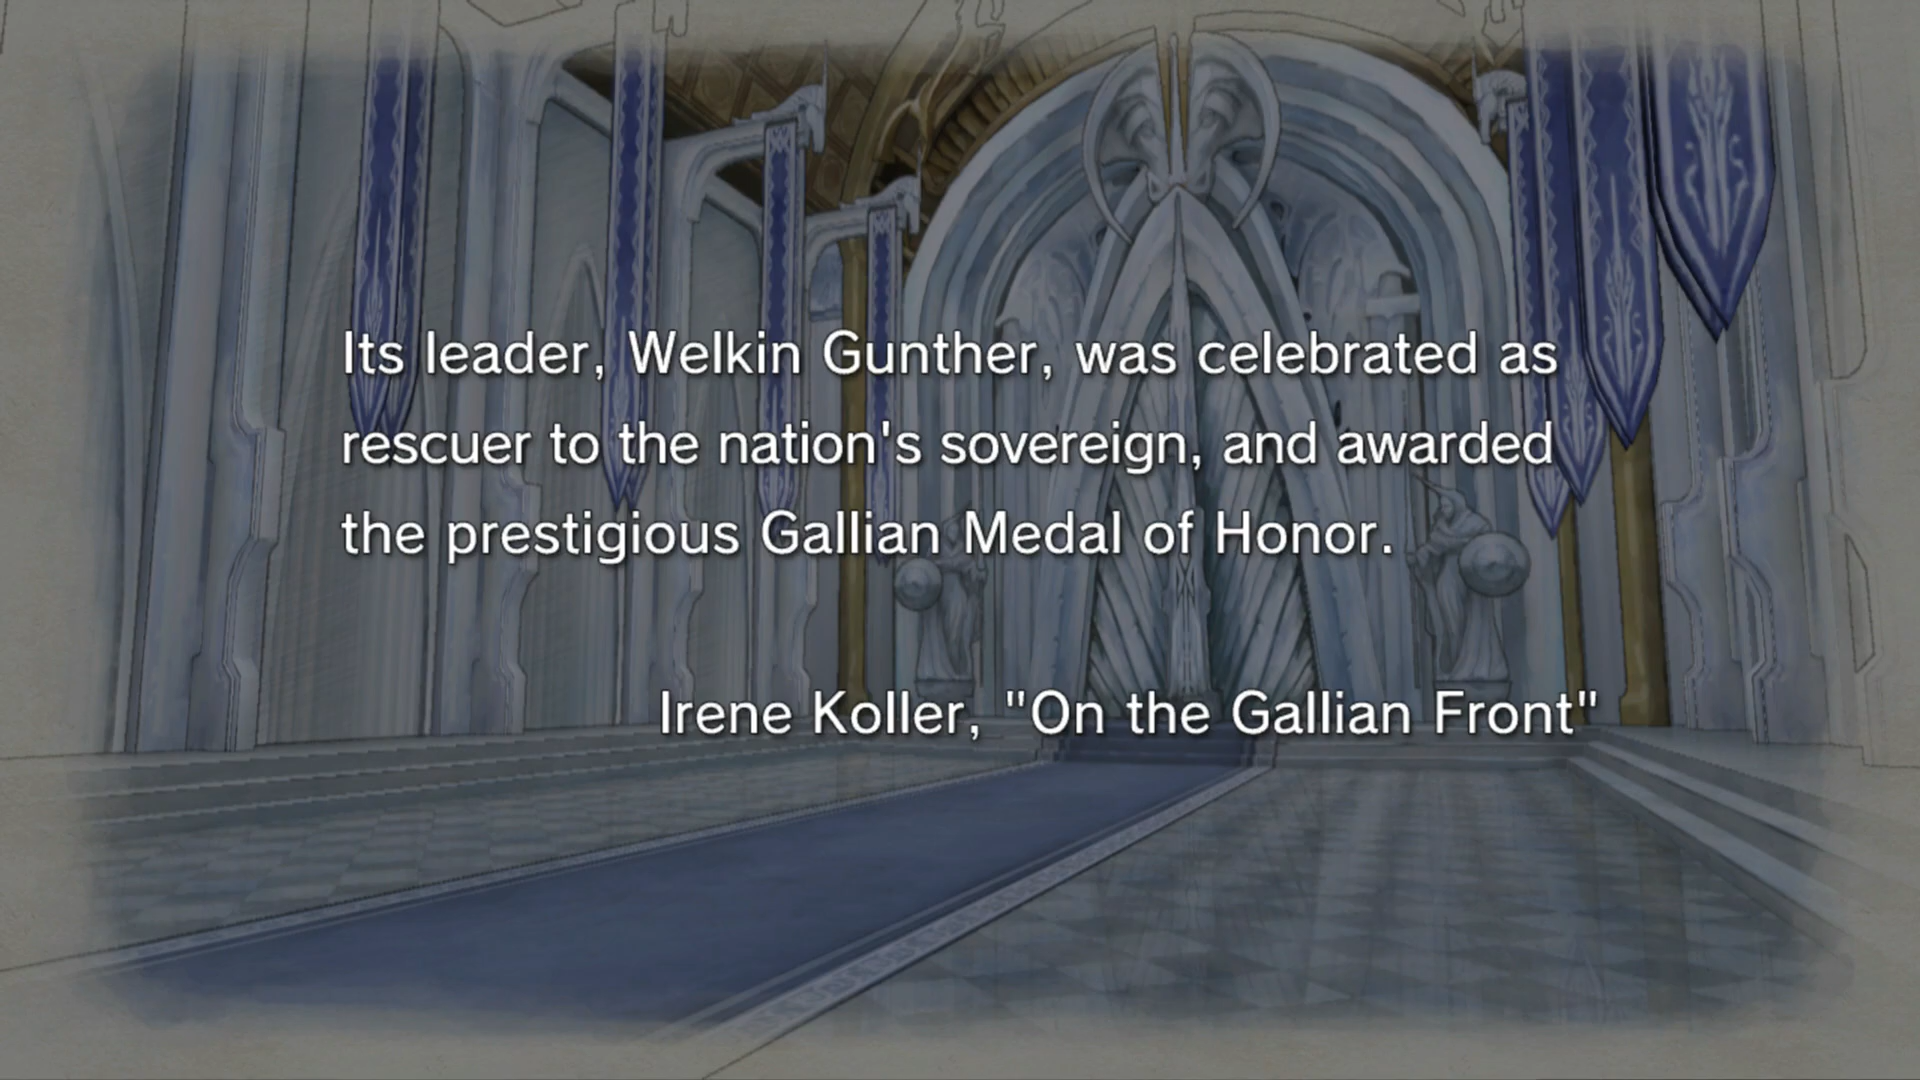 Its leader, Welkin Gunther, was celebrated as
rescuer to the nation's sovereign, and awarded
the prestigious Gallian Medal of Honor.
Irene Koller, "On the Gallian Front"